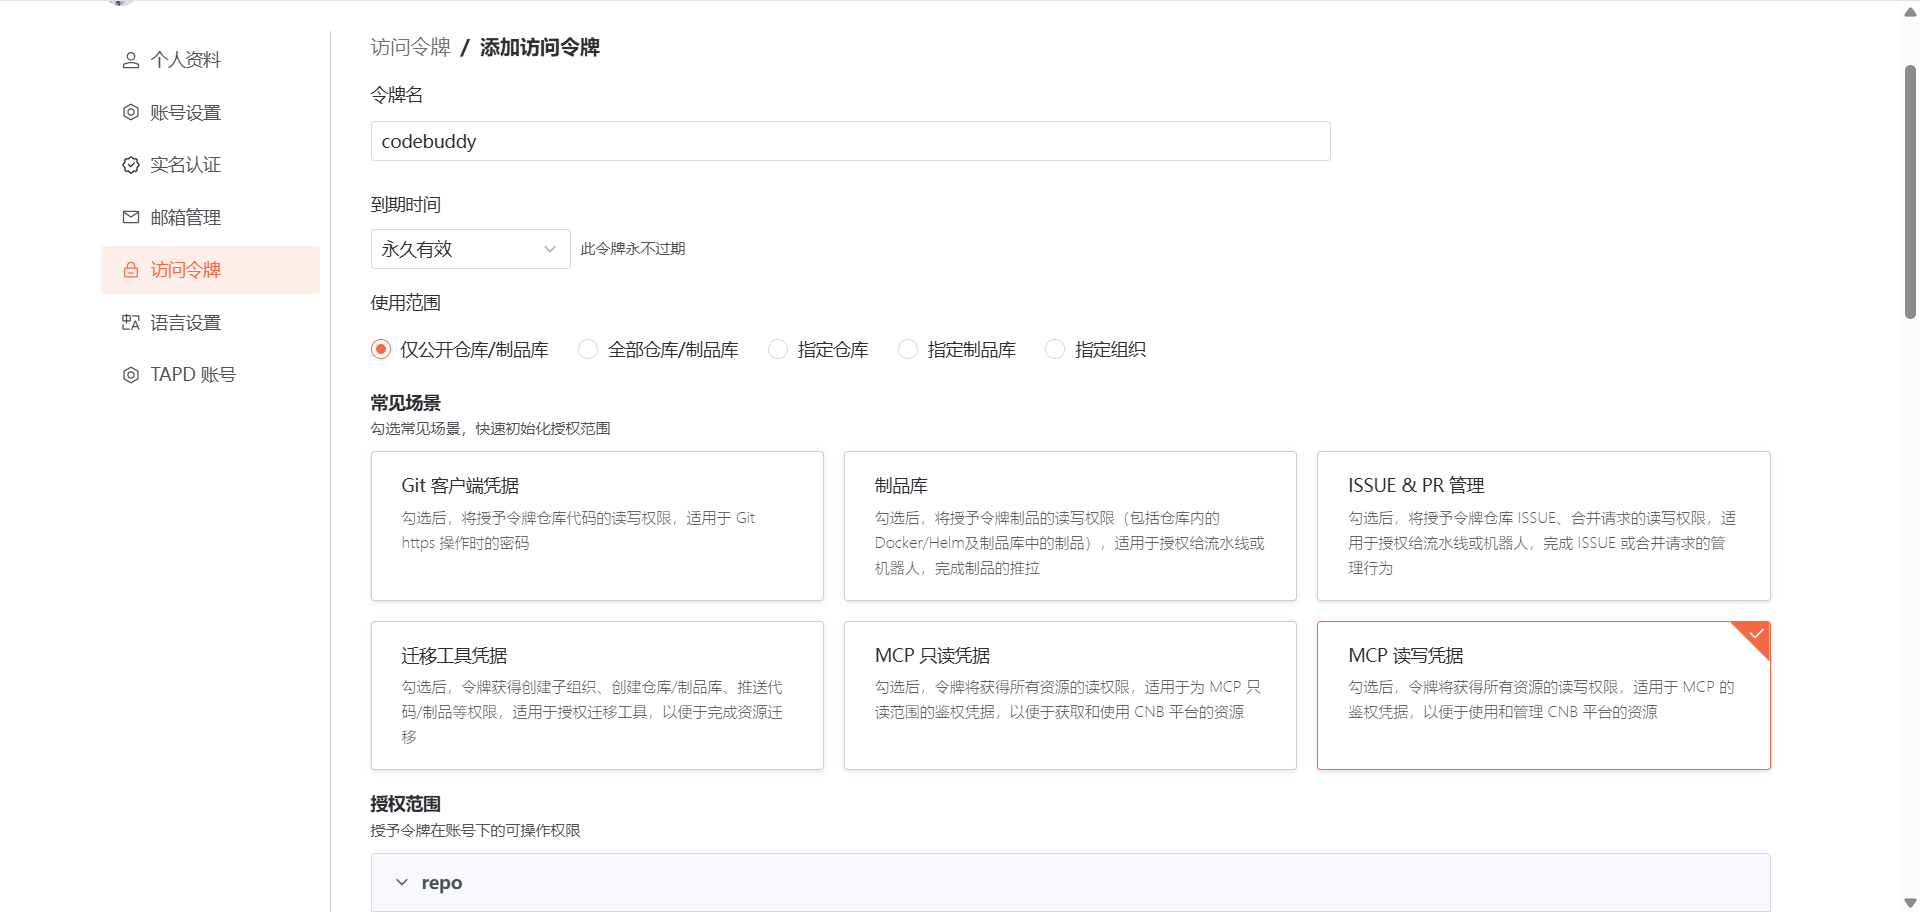 个人资料
账号设置
实名认证
邮箱管理
访问令牌
语言设置
TAPD 账号
访问令牌 / 添加访问令牌
令牌名
codebuddy
到期时间
永久有效 此令牌永不过期
使用范围
仅公开仓库/制品库 全部仓库/制品库 指定仓库 指定制品库 指定组织
常见场景
勾选常见场景，快速初始化授权范围
Git 客户端凭据
勾选后，将授予令牌仓库代码的读写权限，适用于 Git
https 操作时的密码
制品库
勾选后，将授予令牌制品的读写权限（包括仓库内的
Docker/Helm及制品库中的制品），适用于授权给流水线或
机器人，完成制品的推拉
ISSUE & PR 管理
勾选后，将授予令牌仓库 ISSUE、合并请求的读写权限，适
用于授权给流水线或机器人，完成 ISSUE 或合并请求的管
理行为
迁移工具凭据
勾选后，令牌获得创建子组织、创建仓库/制品库、推送代
码/制品等权限，适用于授权迁移工具，以便于完成资源迁
移
MCP 只读凭据
勾选后，令牌将获得所有资源的读权限，适用于为 MCP 只
读范围的鉴权凭据，以便于获取和使用 CNB 平台的资源
MCP 读写凭据
勾选后，令牌将获得所有资源的读写权限，适用于 MCP 的
鉴权凭据，以便于使用和管理 CNB 平台的资源
授权范围
授予令牌在账号下的可操作权限
repo